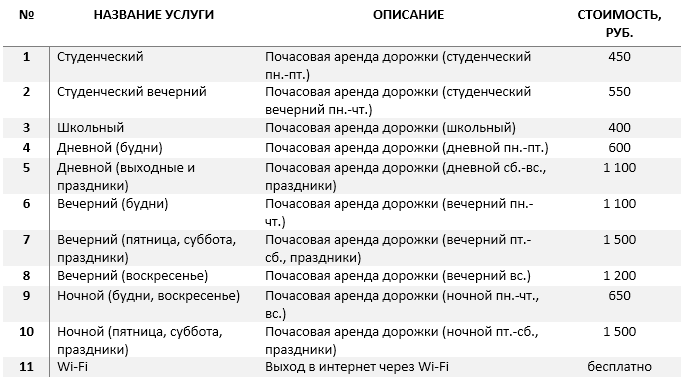 № НАЗВАНИЕ УСЛУГИ ОПИСАНИЕ СТОИМОСТЬ,
РУБ.
1 Студенческий Почасовая аренда дорожки (студенческий 450
пн.-пт.)
2 Студенческий вечерний Почасовая аренда дорожки (студенческий 550
вечерний пн.-чт.)
3 Школьный Почасовая аренда дорожки (школьный) 400
4 Дневной (будни) Почасовая аренда дорожки (дневной пн.-пт.) 600
5 Дневной (выходные и Почасовая аренда дорожки (дневной сб.-вс., 1 100
праздники) праздники)
6 Вечерний (будни) Почасовая аренда дорожки (вечерний пн.- 1 100
чт.)
7 Вечерний (пятница, суббота, Почасовая аренда дорожки (вечерний пт.- 1 500
праздники) сб., праздники)
8 Вечерний (воскресенье) Почасовая аренда дорожки (вечерний вс.) 1 200
9 Ночной (будни, воскресенье) Почасовая аренда дорожки (ночной пн.-чт., 650
вс.)
10 Ночной (пятница, суббота, Почасовая аренда дорожки (ночной пт.-сб., 1 500
праздники) праздники)
11 Wi-Fi Выход в интернет через Wi-Fi бесплатно